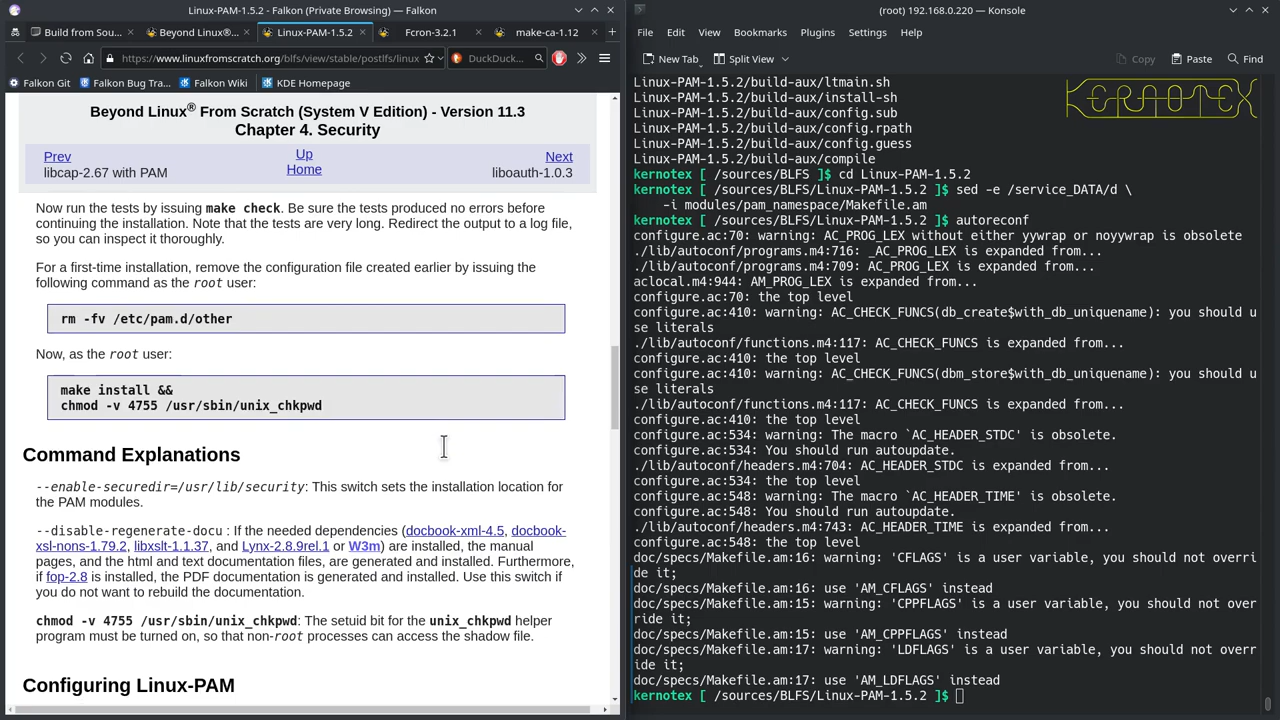 Linux-PAM-1.5.2 - Falkon (Private Browsing) — Falkon
Build from Sou...
Beyond Linux®...
Linux-PAM-1.5.2
Fcron-3.2.1
make-ca-1.12
https://www.linuxfromscratch.org/blfs/view/stable/postlfs/linux
DuckDuc...
Falkon Git
Falkon Bug Tra...
Falkon Wiki
KDE Homepage
Beyond Linux® From Scratch (System V Edition) - Version 11.3
Chapter 4. Security
Prev
Up
Next
libcap-2.67 with PAM
Home
liboauth-1.0.3
Now run the tests by issuing make check. Be sure the tests produced no errors before
continuing the installation. Note that the tests are very long. Redirect the output to a log file,
so you can inspect it thoroughly.
For a first-time installation, remove the configuration file created earlier by issuing the
following command as the root user:
rm -fv /etc/pam.d/other
Now, as the root user:
make install &&
chmod -v 4755 /usr/sbin/unix_chkpwd
Command Explanations
--enable-securedir=/usr/lib/security: This switch sets the installation location for
the PAM modules.
--disable-regenerate-docu : If the needed dependencies (docbook-xml-4.5, docbook-
xsl-nons-1.79.2, libxslt-1.1.37, and Lynx-2.8.9rel.1 or W3m) are installed, the manual
pages, and the html and text documentation files, are generated and installed. Furthermore,
if fop-2.8 is installed, the PDF documentation is generated and installed. Use this switch if
you do not want to rebuild the documentation.
chmod -v 4755 /usr/sbin/unix_chkpwd: The setuid bit for the unix_chkpwd helper
program must be turned on, so that non-root processes can access the shadow file.
Configuring Linux-PAM
(root) 192.168.0.220 — Konsole
File Edit View Bookmarks Plugins Settings Help
New Tab
Split View
Copy
Paste
Find
KERNOTEX
Linux-PAM-1.5.2/build-aux/ltmain.sh
Linux-PAM-1.5.2/build-aux/install-sh
Linux-PAM-1.5.2/build-aux/config.sub
Linux-PAM-1.5.2/build-aux/config.rpath
Linux-PAM-1.5.2/build-aux/config.guess
Linux-PAM-1.5.2/build-aux/compile
kernotex [ /sources/BLFS ]$ cd Linux-PAM-1.5.2
kernotex [ /sources/BLFS/Linux-PAM-1.5.2 ]$ sed -e /service_DATA/d \
-i modules/pam_namespace/Makefile.am
kernotex [ /sources/BLFS/Linux-PAM-1.5.2 ]$ autoreconf
configure.ac:70: warning: AC_PROG_LEX without either yywrap or noyywrap is obsolete
./lib/autoconf/programs.m4:716: _AC_PROG_LEX is expanded from...
./lib/autoconf/programs.m4:709: AC_PROG_LEX is expanded from...
aclocal.m4:944: AM_PROG_LEX is expanded from...
configure.ac:70: the top level
configure.ac:410: warning: AC_CHECK_FUNCS(db_create$with_db_uniquename): you should u
se literals
./lib/autoconf/functions.m4:117: AC_CHECK_FUNCS is expanded from...
configure.ac:410: the top level
configure.ac:410: warning: AC_CHECK_FUNCS(dbm_store$with_db_uniquename): you should u
se literals
./lib/autoconf/functions.m4:117: AC_CHECK_FUNCS is expanded from...
configure.ac:410: the top level
configure.ac:534: warning: The macro `AC_HEADER_STDC' is obsolete.
configure.ac:534: You should run autoupdate.
./lib/autoconf/headers.m4:704: AC_HEADER_STDC is expanded from...
configure.ac:534: the top level
configure.ac:548: warning: The macro `AC_HEADER_TIME' is obsolete.
configure.ac:548: You should run autoupdate.
./lib/autoconf/headers.m4:743: AC_HEADER_TIME is expanded from...
configure.ac:548: the top level
doc/specs/Makefile.am:16: warning: 'CFLAGS' is a user variable, you should not overri
de it;
doc/specs/Makefile.am:16: use 'AM_CFLAGS' instead
doc/specs/Makefile.am:15: warning: 'CPPFLAGS' is a user variable, you should not over
ride it;
doc/specs/Makefile.am:15: use 'AM_CPPFLAGS' instead
doc/specs/Makefile.am:17: warning: 'LDFLAGS' is a user variable, you should not overr
ide it;
doc/specs/Makefile.am:17: use 'AM_LDFLAGS' instead
kernotex [ /sources/BLFS/Linux-PAM-1.5.2 ]$